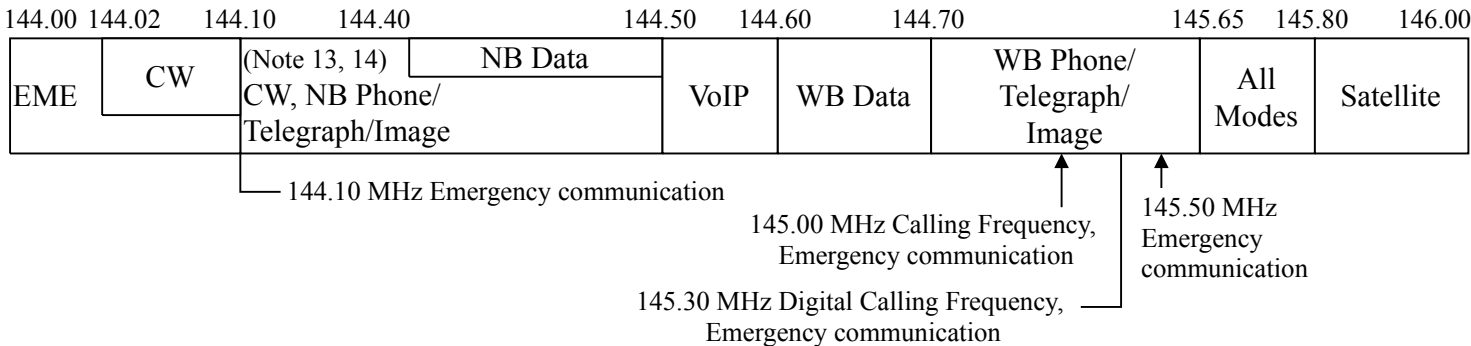 144.00 144.02 144.10 144.40 144.50 144.60 144.70 145.65 145.80 146.00
EME
CW
(Note 13, 14)
CW, NB Phone/
Telegraph/Image
NB Data
VoIP
WB Data
WB Phone/
Telegraph/
Image
All
Modes
Satellite
144.10 MHz Emergency communication
145.00 MHz Calling Frequency,
Emergency communication
145.50 MHz
Emergency
communication
145.30 MHz Digital Calling Frequency,
Emergency communication